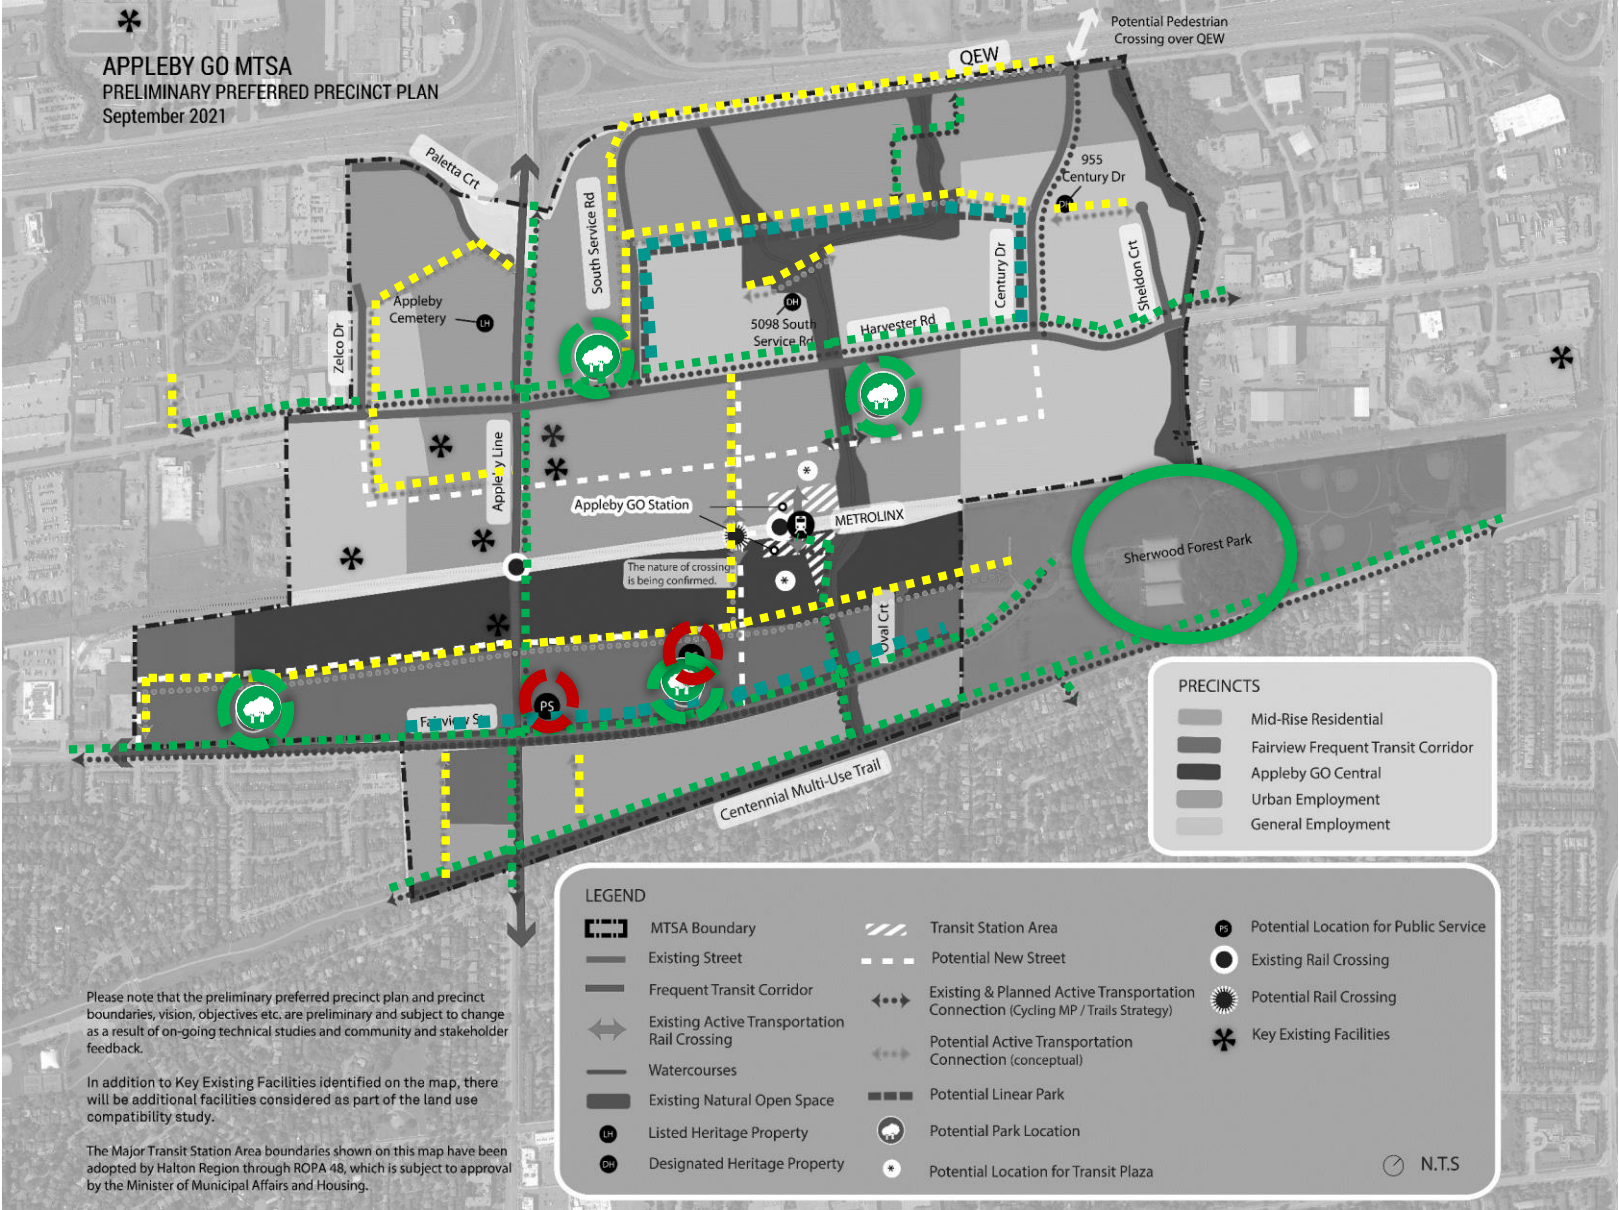 APPLEBY GO MTSA
PRELIMINARY PREFERRED PRECINCT PLAN
September 2021
Potential Pedestrian
Crossing over QEW
QEW
Paletta Crt
South Service Rd
955
Century Dr
DH
Sheldon Crt
Century Dr
Appleby
Cemetery
LH
Zelco Dr
DH
5098 South
Service Rd
Harvester Rd
Appleby Line
*
Appleby GO Station
METROLINX
The nature of crossing
is being confirmed.
*
Sherwood Forest Park
Oval Crt
PS
Fairview St
Centennial Multi-Use Trail
PRECINCTS
Mid-Rise Residential
Fairview Frequent Transit Corridor
Appleby GO Central
Urban Employment
General Employment
LEGEND
MTSA Boundary
Existing Street
Frequent Transit Corridor
Existing Active Transportation
Rail Crossing
Watercourses
Existing Natural Open Space
LH Listed Heritage Property
DH Designated Heritage Property
Transit Station Area
Potential New Street
Existing & Planned Active Transportation
Connection (Cycling MP / Trails Strategy)
Potential Active Transportation
Connection (conceptual)
Potential Linear Park
Potential Park Location
* Potential Location for Transit Plaza
PS Potential Location for Public Service
Existing Rail Crossing
Potential Rail Crossing
Key Existing Facilities
N.T.S
Please note that the preliminary preferred precinct plan and precinct
boundaries, vision, objectives etc. are preliminary and subject to change
as a result of on-going technical studies and community and stakeholder
feedback.
In addition to Key Existing Facilities identified on the map, there
will be additional facilities considered as part of the land use
compatibility study.
The Major Transit Station Area boundaries shown on this map have been
adopted by Halton Region through ROPA 48, which is subject to approval
by the Minister of Municipal Affairs and Housing.